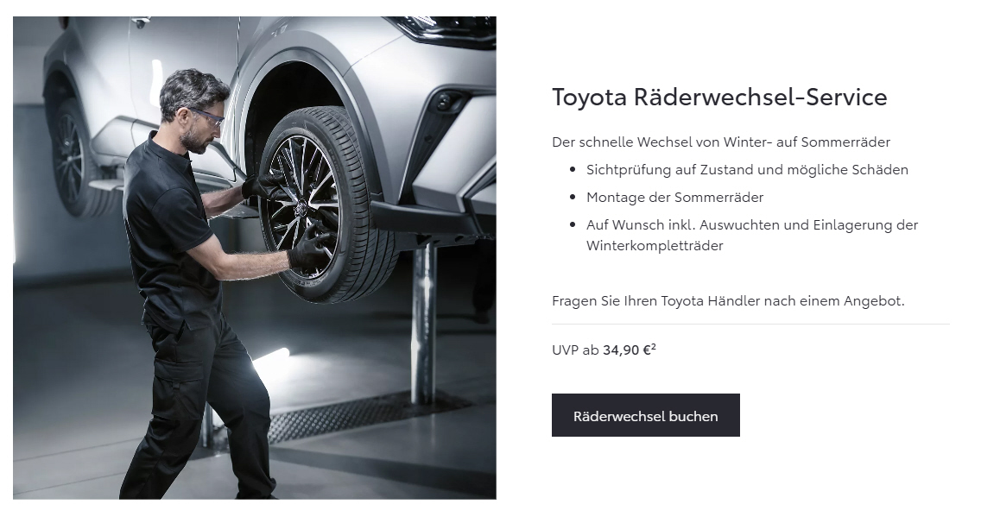 Toyota Räderwechsel-Service
Der schnelle Wechsel von Winter- auf Sommerräder
Sichtprüfung auf Zustand und mögliche Schäden
Montage der Sommerräder
Auf Wunsch inkl. Auswuchten und Einlagerung der
Winterkompletträder
Fragen Sie Ihren Toyota Händler nach einem Angebot.
UVP ab 34,90 €²
Räderwechsel buchen